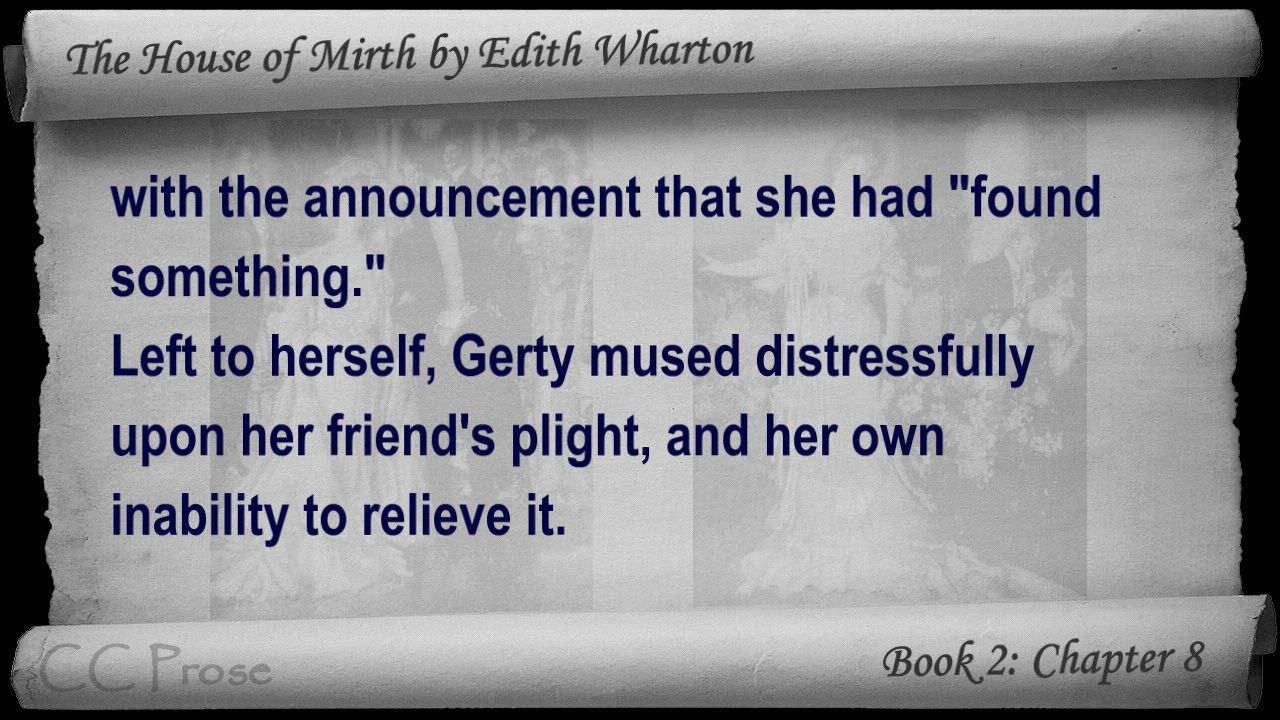 The House of Mirth by Edith Wharton
with the announcement that she had "found
something."
Left to herself, Gerty mused distressfully
upon her friend's plight, and her own
inability to relieve it.
CC Prose
Book 2: Chapter 8